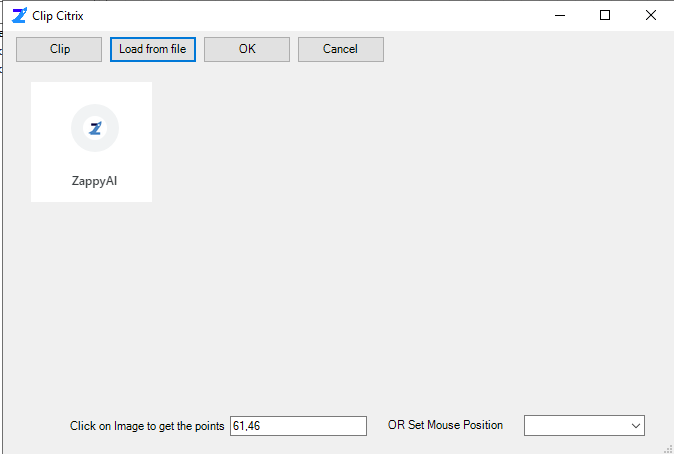 Clip Citrix
Clip Load from file OK Cancel
ZappyAI
Click on Image to get the points 61,46 OR Set Mouse Position